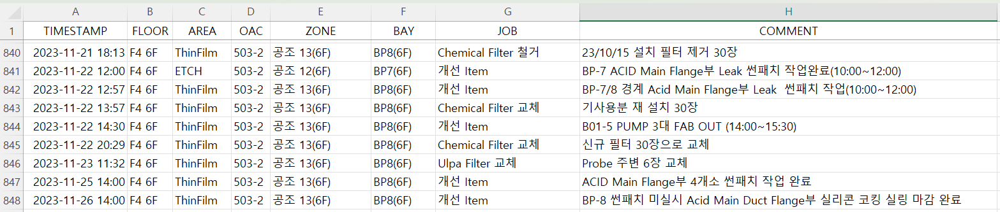 A B C D E F G H
1 TIMESTAMP FLOOR AREA OAC ZONE BAY JOB COMMENT
840 2023-11-21 18:13 F4 6F ThinFilm 503-2 공조 13(6F) BP8(6F) Chemical Filter 철거 23/10/15 설치 필터 제거 30장
841 2023-11-22 12:00 F4 6F ETCH 503-2 공조 12(6F) BP7(6F) 개선 Item BP-7 ACID Main Flange부 Leak 썬패치 작업완료(10:00~12:00)
842 2023-11-22 12:57 F4 6F ThinFilm 503-2 공조 13(6F) BP8(6F) 개선 Item BP-7/8 경계 Acid Main Flange부 Leak  썬패치 작업(10:00~12:00)
843 2023-11-22 13:57 F4 6F ThinFilm 503-2 공조 13(6F) BP8(6F) Chemical Filter 교체 기사용분 재 설치 30장
844 2023-11-22 14:30 F4 6F ThinFilm 503-2 공조 13(6F) BP8(6F) 개선 Item B01-5 PUMP 3대 FAB OUT (14:00~15:30)
845 2023-11-22 20:29 F4 6F ThinFilm 503-2 공조 13(6F) BP8(6F) Chemical Filter 교체 신규 필터 30장으로 교체
846 2023-11-23 11:32 F4 6F ThinFilm 503-2 공조 13(6F) BP8(6F) Ulpa Filter 교체 Probe 주변 6장 교체
847 2023-11-25 14:00 F4 6F ThinFilm 503-2 공조 13(6F) BP8(6F) 개선 Item ACID Main Flange부 4개소 썬패치 작업 완료
848 2023-11-26 14:00 F4 6F ThinFilm 503-2 공조 13(6F) BP8(6F) 개선 Item BP-8 썬패치 미실시 Acid Main Duct Flange부 실리콘 코킹 실링 마감 완료